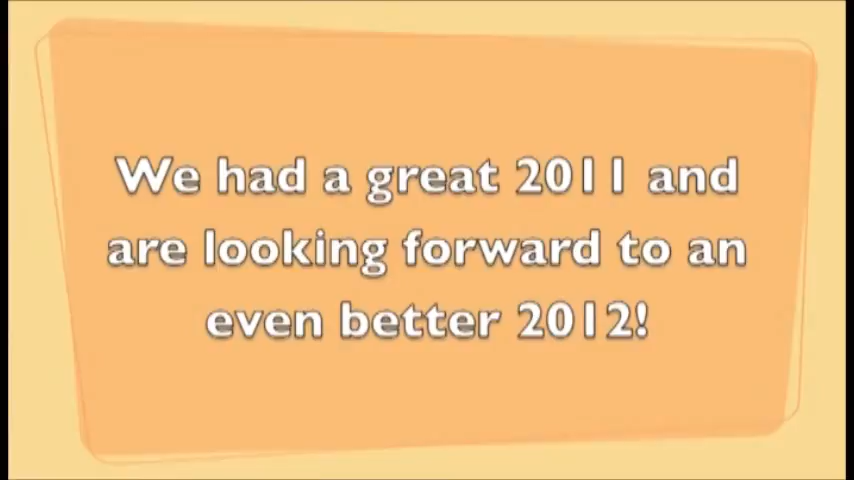 We had a great 2011 and
are looking forward to an
even better 2012!